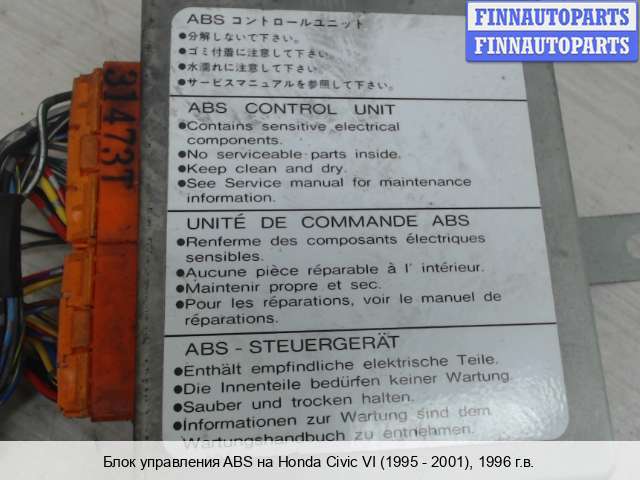 FINNAUTOPARTS
FINNAUTOPARTS
ABS コントロールユニット
●分解しないで下さい。
●ゴミ付着に注意して下さい。
●水濡れに注意して下さい。
●サービスマニュアルを参照して下さい。
31473T
ABS CONTROL UNIT
●Contains sensitive electrical
components.
●No serviceable parts inside.
●Keep clean and dry.
●See Service manual for maintenance
information.
UNITÉ DE COMMANDE ABS
●Renferme des composants électriques
sensibles.
●Aucune pièce réparable à l' intérieur.
●Maintenir propre et sec.
●Pour les réparations, voir le manuel de
réparations.
ABS - STEUERGERÄT
●Enthält empfindliche elektrische Teile.
●Die Innenteile bedürfen keiner Wartung.
●Sauber und trocken halten.
●Informationen zur Wartung sind dem
Wartungshandbuch zu entnehmen.
Блок управления ABS на Honda Civic VI (1995 - 2001), 1996 г.в.